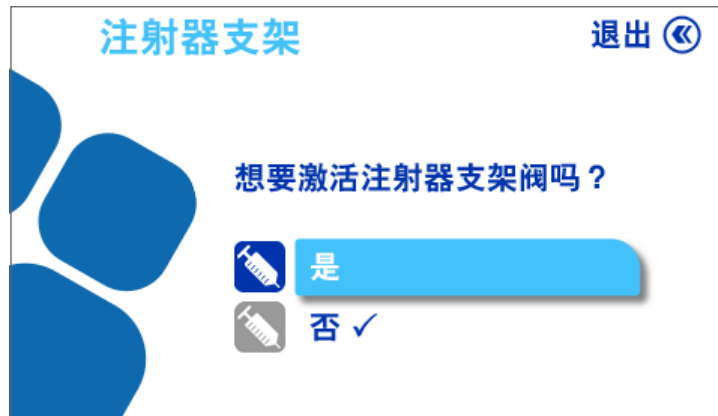 注射器支架
退出
想要激活注射器支架阀吗？
是
否 ✓